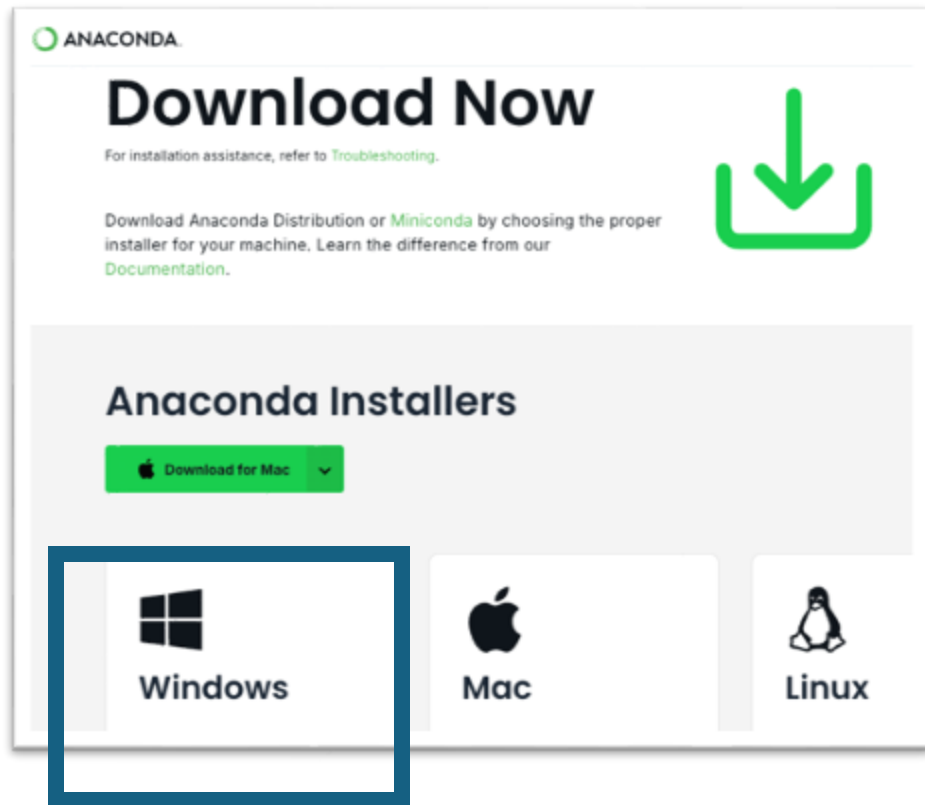 ANACONDA.
Download Now
For installation assistance, refer to Troubleshooting.
Download Anaconda Distribution or Miniconda by choosing the proper
installer for your machine. Learn the difference from our
Documentation.
Anaconda Installers
Download for Mac
Windows
Mac
Linux